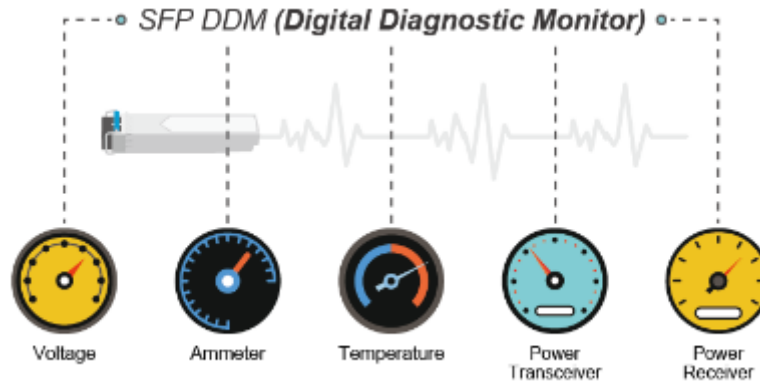 SFP DDM (Digital Diagnostic Monitor)
Voltage
Ammeter
Temperature
Power
Transceiver
Power
Receiver